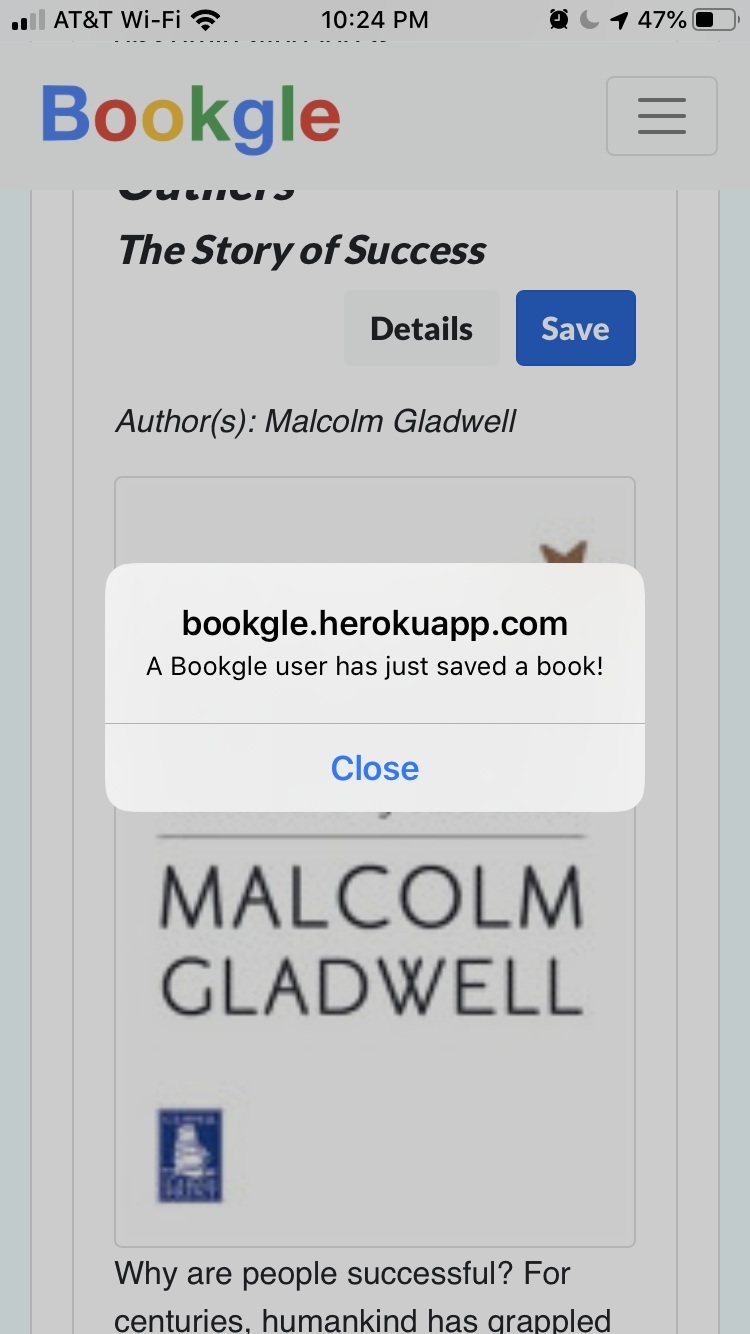 AT&T Wi-Fi 10:24 PM 47%
Bookgle
Outliers
The Story of Success
Details Save
Author(s): Malcolm Gladwell
bookgle.herokuapp.com
A Bookgle user has just saved a book!
Close
MALCOLM
GLADWELL
Why are people successful? For
centuries, humankind has grappled